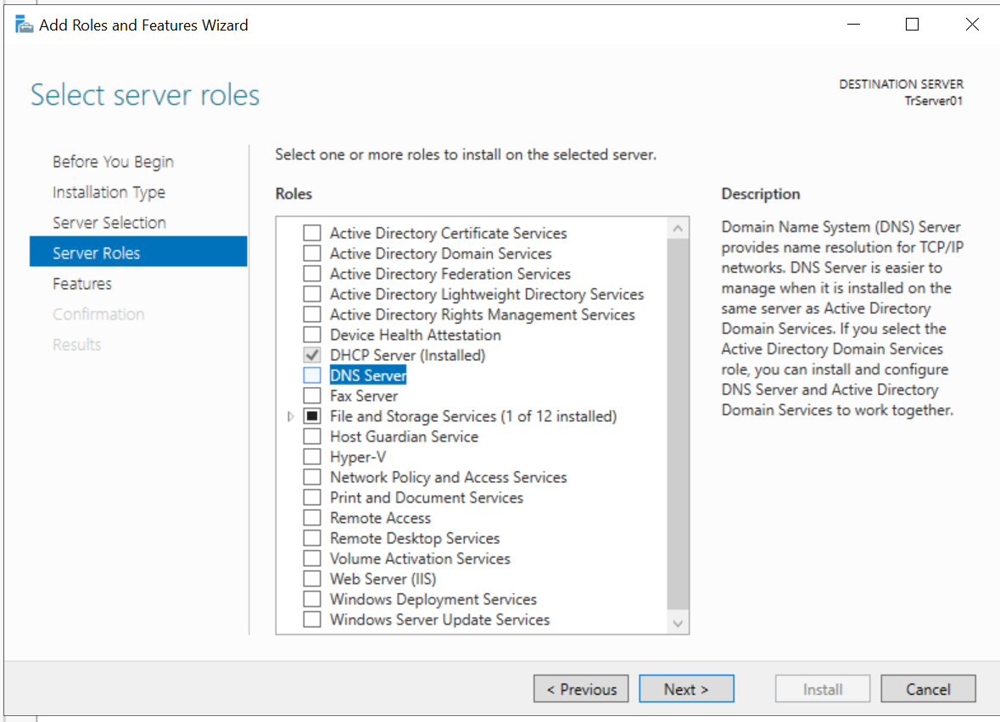 Add Roles and Features Wizard
Select server roles
DESTINATION SERVER
TrServer01
Before You Begin
Installation Type
Server Selection
Server Roles
Features
Confirmation
Results
Select one or more roles to install on the selected server.
Roles
Active Directory Certificate Services
Active Directory Domain Services
Active Directory Federation Services
Active Directory Lightweight Directory Services
Active Directory Rights Management Services
Device Health Attestation
DHCP Server (Installed)
DNS Server
Fax Server
File and Storage Services (1 of 12 installed)
Host Guardian Service
Hyper-V
Network Policy and Access Services
Print and Document Services
Remote Access
Remote Desktop Services
Volume Activation Services
Web Server (IIS)
Windows Deployment Services
Windows Server Update Services
Description
Domain Name System (DNS) Server
provides name resolution for TCP/IP
networks. DNS Server is easier to
manage when it is installed on the
same server as Active Directory
Domain Services. If you select the
Active Directory Domain Services
role, you can install and configure
DNS Server and Active Directory
Domain Services to work together.
< Previous
Next >
Install
Cancel